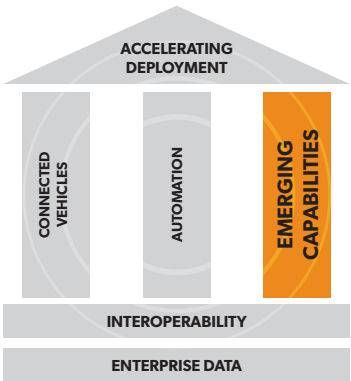 ACCELERATING
DEPLOYMENT
CONNECTED
VEHICLES
AUTOMATION
EMERGING
CAPABILITIES
INTEROPERABILITY
ENTERPRISE DATA